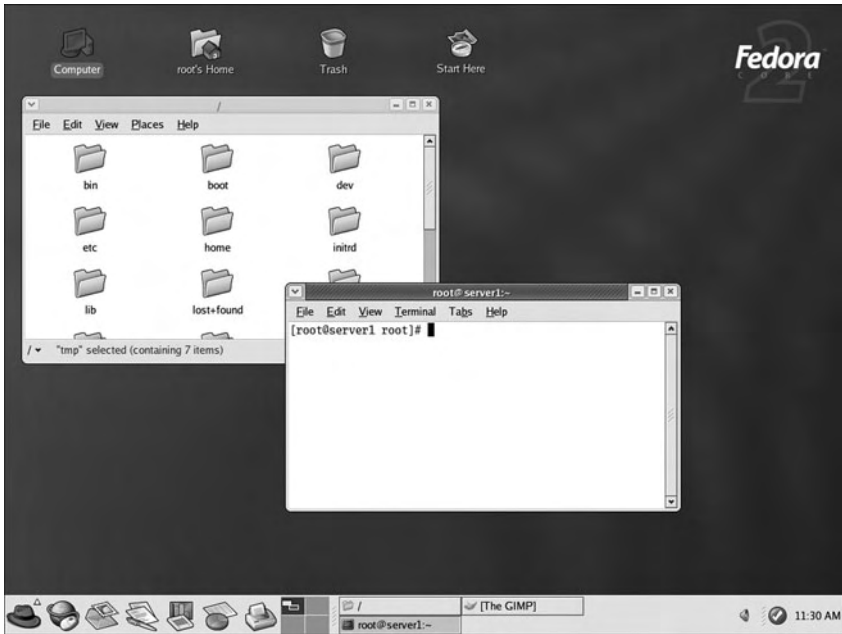 Computer
root's Home
Trash
Start Here
Fedora
CORE
2
/
File Edit View Places Help
bin boot dev
etc home initrd
lib lost+found
/ "tmp" selected (containing 7 items)
root@server1:~
File Edit View Terminal Tabs Help
[root@server1 root]#
/
[The GIMP]
root@server1:~
11:30 AM